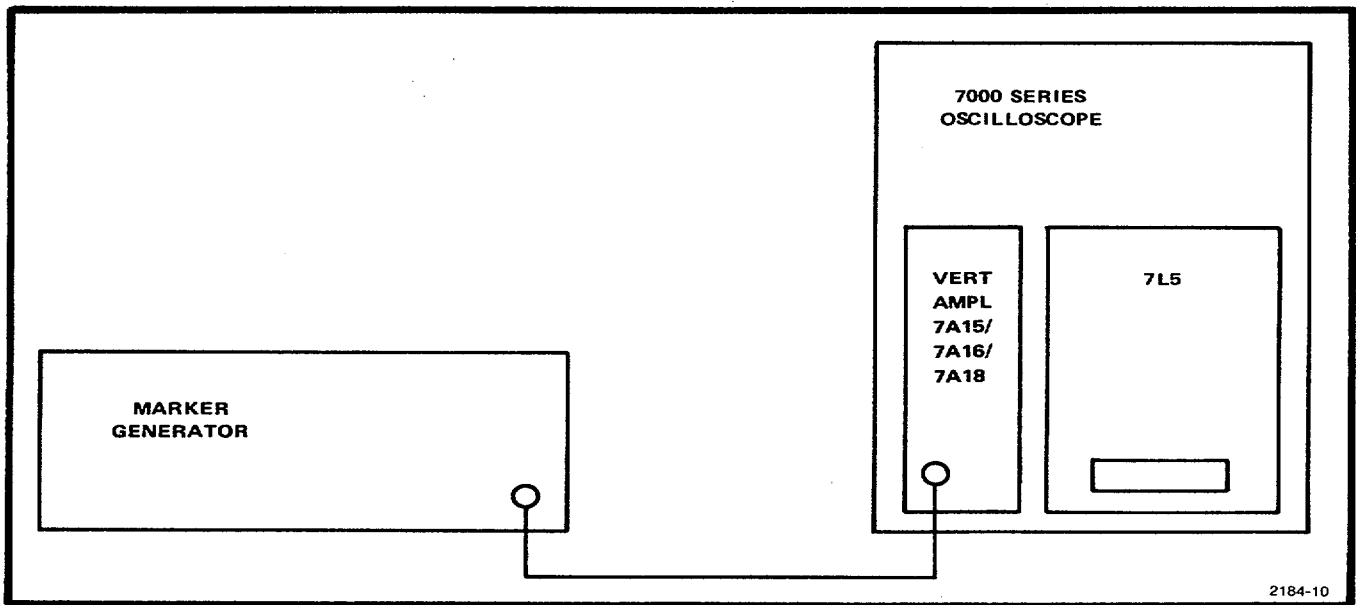 7000 SERIES
OSCILLOSCOPE
VERT
AMPL
7A15/
7A16/
7A18
7L5
MARKER
GENERATOR
2184-10